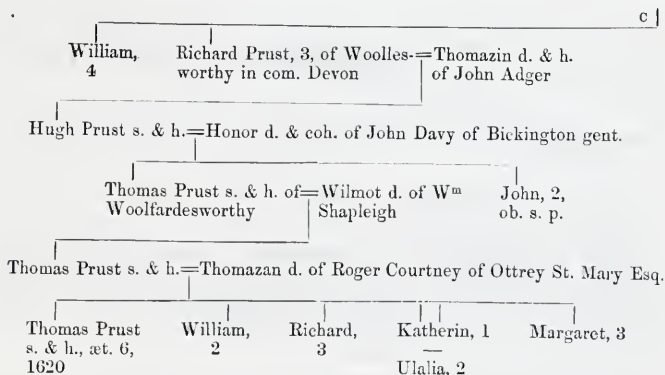 c
William, Richard Prust, 3, of Woolles-=Thomazin d. & h.
4 worthy in com. Devon of John Adger
Hugh Prust s. & h.=Honor d. & coh. of John Davy of Bickington gent.
Thomas Prust s. & h. of=Wilmot d. of Wᵐ John, 2,
Woolfardesworthy Shapleigh ob. s. p.
Thomas Prust s. & h.=Thomazan d. of Roger Courtney of Ottrey St. Mary Esq.
Thomas Prust William, Richard, Katherin, 1 Margaret, 3
s. & h., æt. 6, 2 3 —
1620 Ulalia, 2